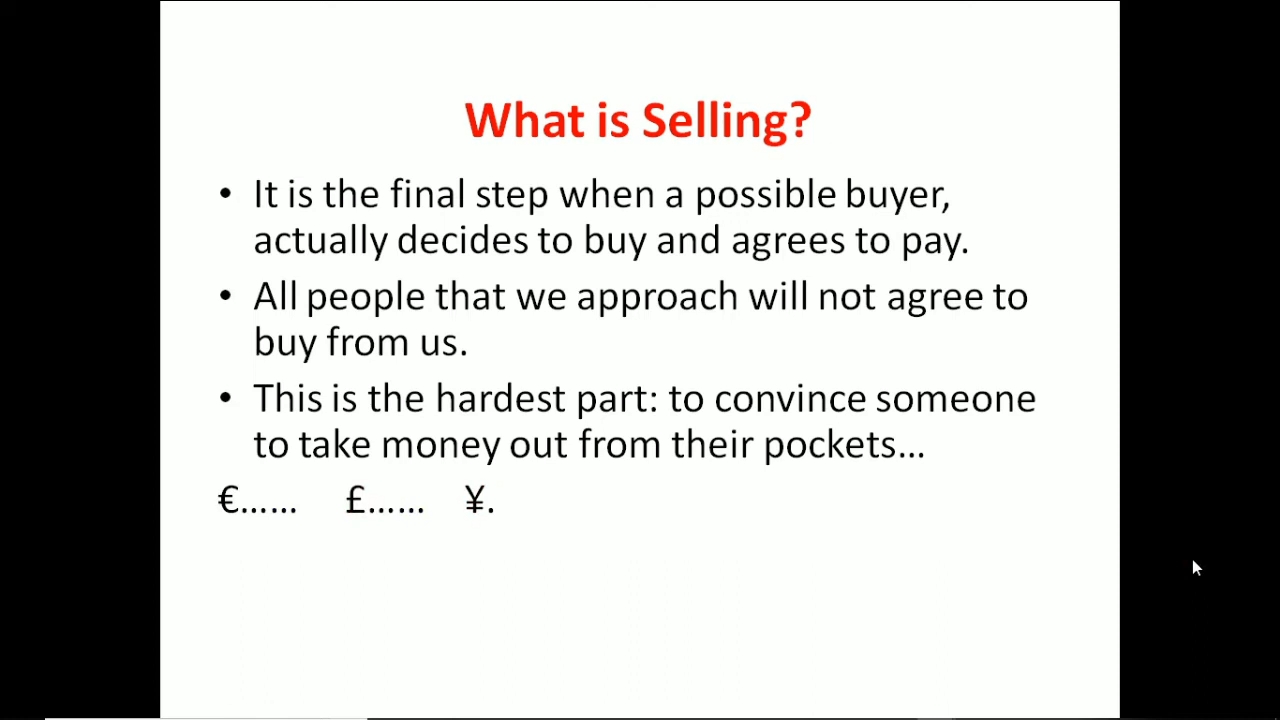 What is Selling?
• It is the final step when a possible buyer,
actually decides to buy and agrees to pay.
• All people that we approach will not agree to
buy from us.
• This is the hardest part: to convince someone
to take money out from their pockets...
€...... £...... ¥.